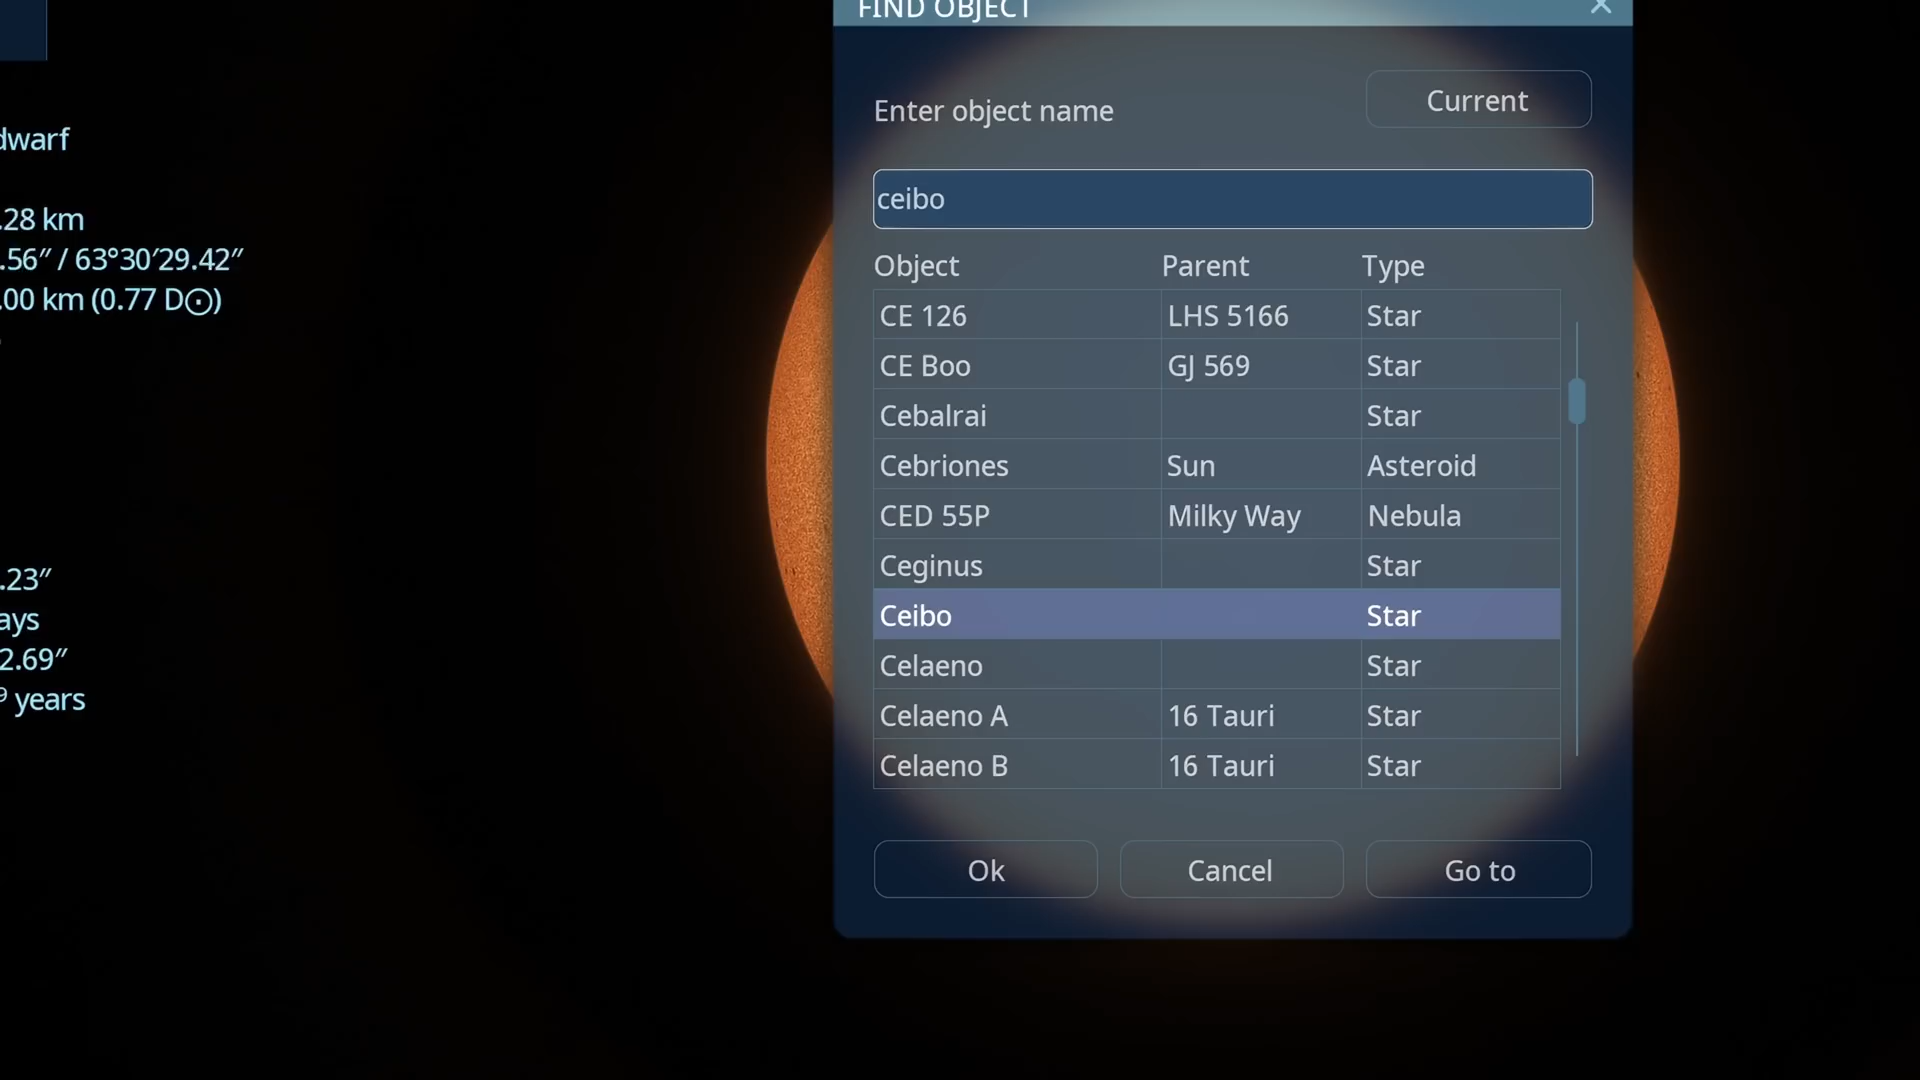 FIND OBJECT
Enter object name
Current
ceibo
Object Parent Type
CE 126 LHS 5166 Star
CE Boo GJ 569 Star
Cebalrai Star
Cebriones Sun Asteroid
CED 55P Milky Way Nebula
Ceginus Star
Ceibo Star
Celaeno Star
Celaeno A 16 Tauri Star
Celaeno B 16 Tauri Star
Ok Cancel Go to
dwarf
.28 km
.56″ / 63°30′29.42″
.00 km (0.77 D⊙)
.23″
ays
2.69″
⁹ years